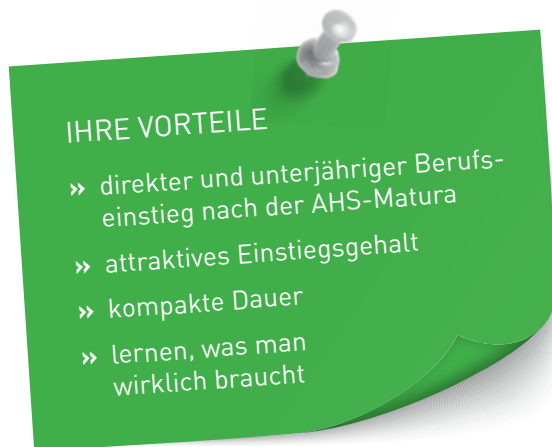 IHRE VORTEILE
» direkter und unterjähriger Berufs-
einstieg nach der AHS-Matura
» attraktives Einstiegsgehalt
» kompakte Dauer
» lernen, was man
wirklich braucht